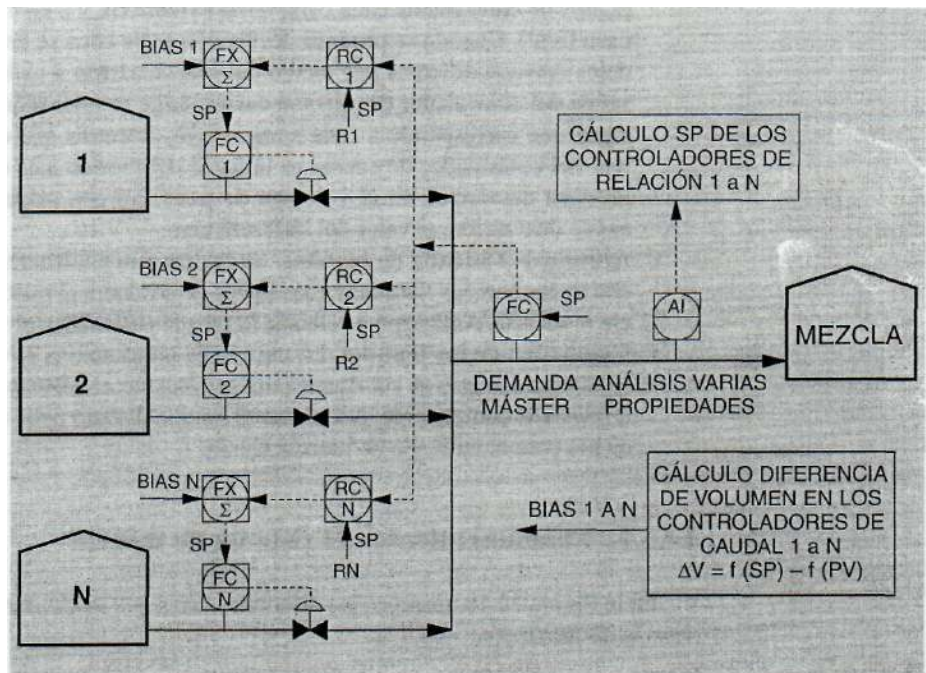 BIAS 1
FX
Σ
RC
1
SP
SP
R1
FC
1
1
CÁLCULO SP DE LOS
CONTROLADORES DE
RELACIÓN 1 a N
BIAS 2
FX
Σ
RC
2
SP
SP
R2
FC
2
2
FC
SP
AI
MEZCLA
DEMANDA
MÁSTER
ANÁLISIS VARIAS
PROPIEDADES
BIAS N
FX
Σ
RC
N
SP
SP
RN
FC
N
N
BIAS 1 A N
CÁLCULO DIFERENCIA
DE VOLUMEN EN LOS
CONTROLADORES DE
CAUDAL 1 a N
ΔV = f (SP) – f (PV)